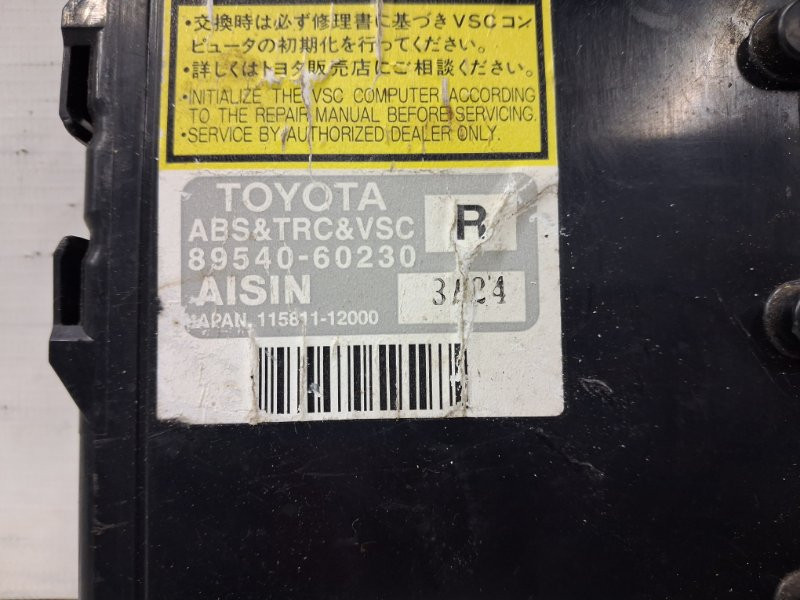 ・交換時は必ず修理書に基づきVSCコン
ピュータの初期化を行ってください。
・詳しくはトヨタ販売店にご相談ください。
・INITIALIZE THE VSC COMPUTER ACCORDING
TO THE REPAIR MANUAL BEFORE SERVICING.
・SERVICE BY AUTHORIZED DEALER ONLY.
TOYOTA
ABS&TRC&VSC
R
89540-60230
AISIN
JAPAN. 115811-12000